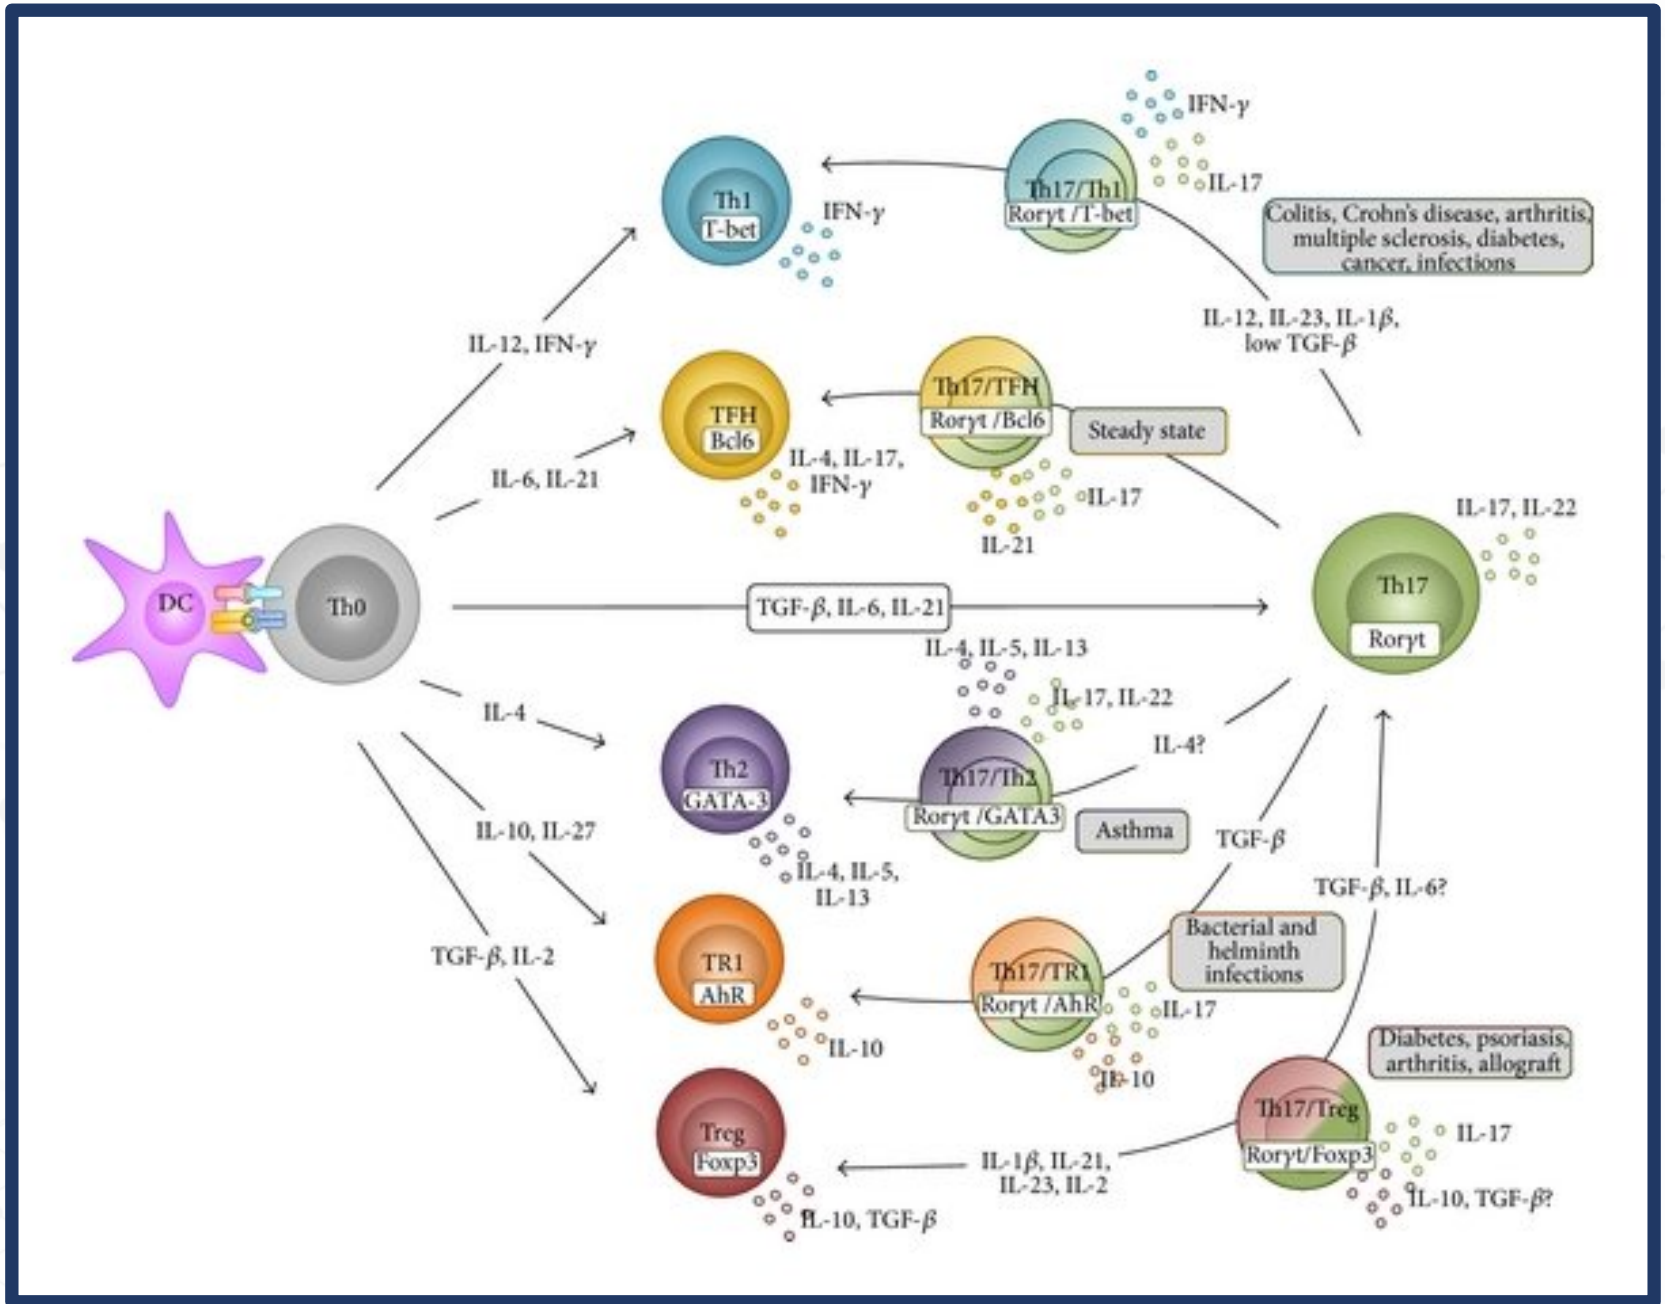 IFN-γ
IL-17
Th17/Th1
Rorγt /T-bet
Th1
T-bet
IFN-γ
Colitis, Crohn's disease, arthritis,
multiple sclerosis, diabetes,
cancer, infections
IL-12, IL-23, IL-1β,
low TGF-β
IL-12, IFN-γ
TFH
Bcl6
IL-4, IL-17,
IFN-γ
Th17/TFH
Rorγt /Bcl6
Steady state
IL-17
IL-21
IL-6, IL-21
IL-17, IL-22
Th17
Rorγt
DC
Th0
TGF-β, IL-6, IL-21
IL-4, IL-5, IL-13
IL-17, IL-22
IL-4?
IL-4
Th2
GATA-3
IL-4, IL-5,
IL-13
Th17/Th2
Rorγt /GATA3
Asthma
TGF-β
IL-10, IL-27
TGF-β, IL-6?
TGF-β, IL-2
TR1
AhR
IL-10
Th17/TR1
Rorγt /AhR
IL-17
IL-10
Bacterial and
helminth
infections
Diabetes, psoriasis,
arthritis, allograft
Treg
Foxp3
IL-10, TGF-β
IL-1β, IL-21,
IL-23, IL-2
Th17/Treg
Rorγt/Foxp3
IL-17
IL-10, TGF-β?